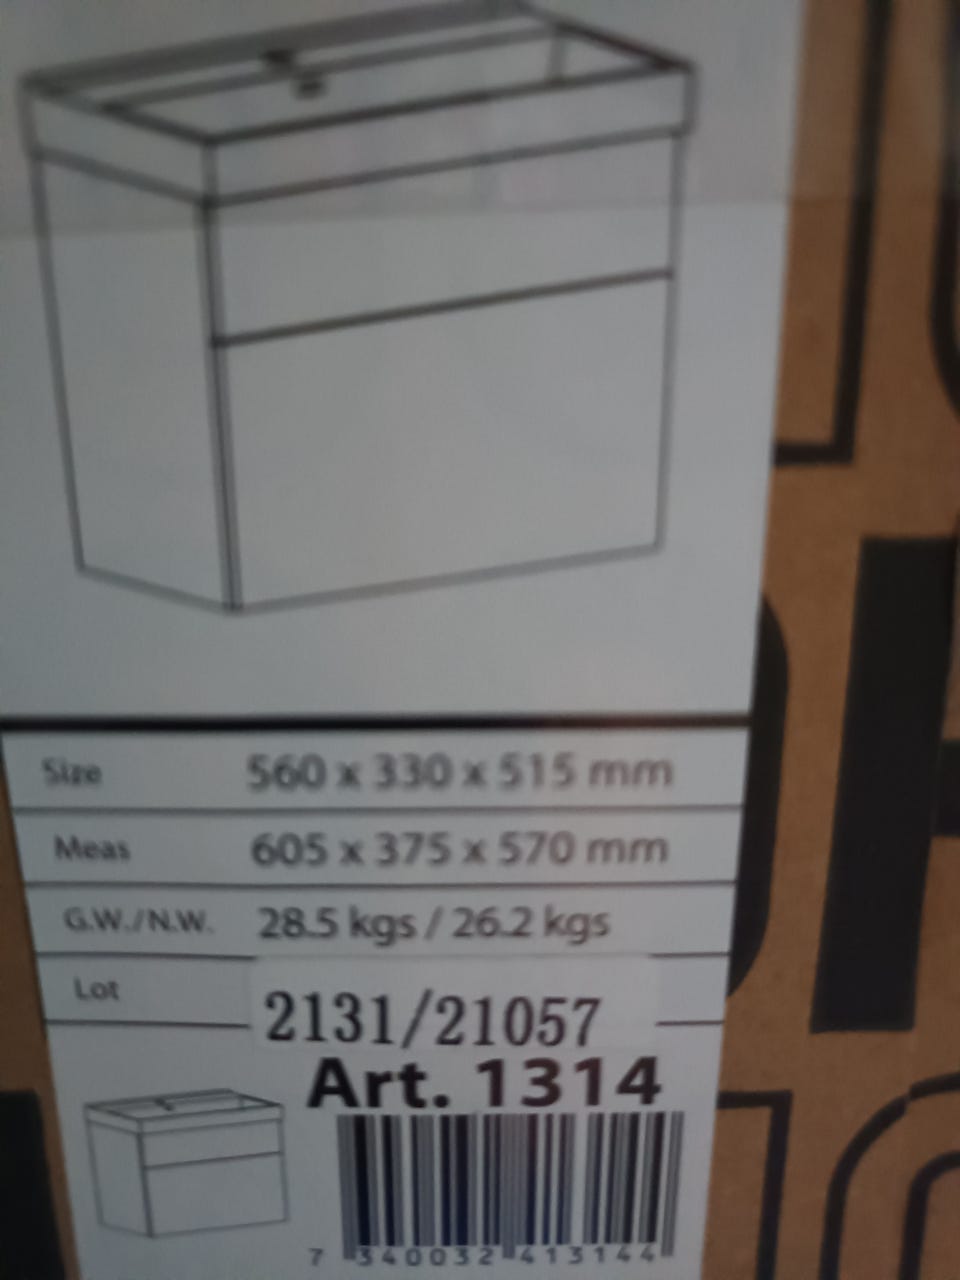 Size 560 x 330 x 515 mm
Meas 605 x 375 x 570 mm
G.W./N.W. 28.5 kgs / 26.2 kgs
Lot 2131/21057
Art. 1314
7 340032 413144